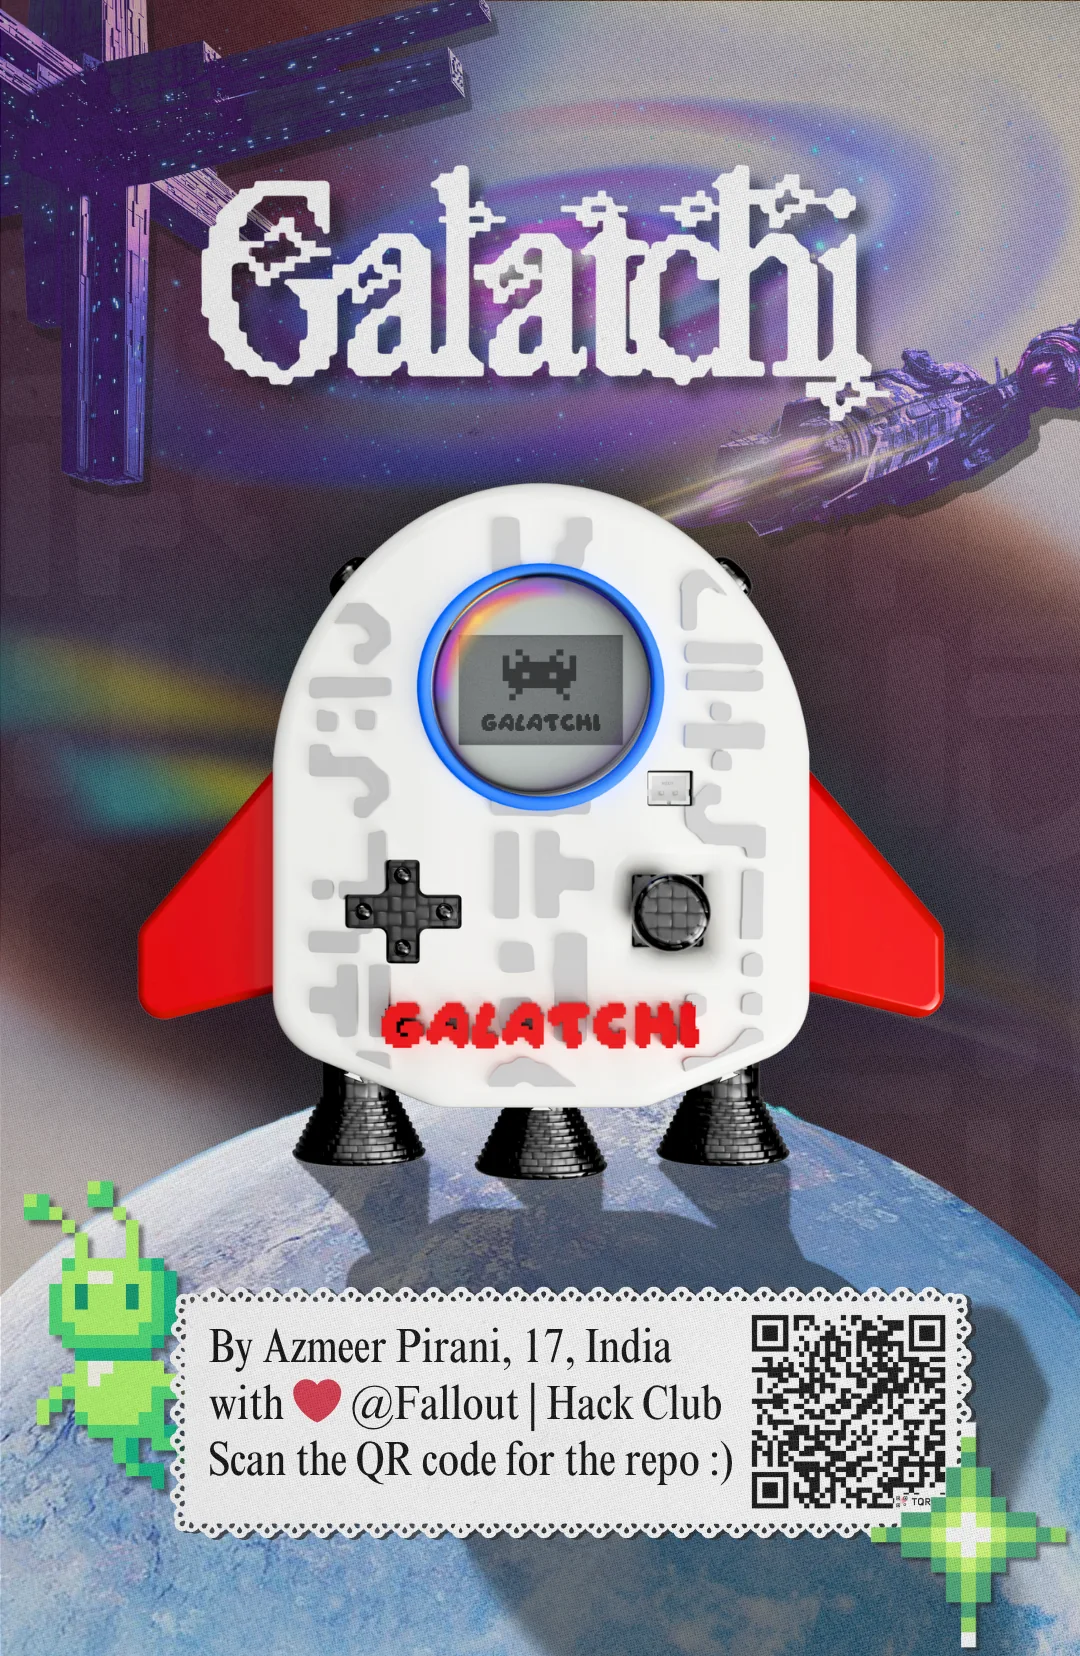 Galatchi
GALATCHI
GALATCHI
By Azmeer Pirani, 17, India
with ❤️ @Fallout | Hack Club
Scan the QR code for the repo :)
TQR